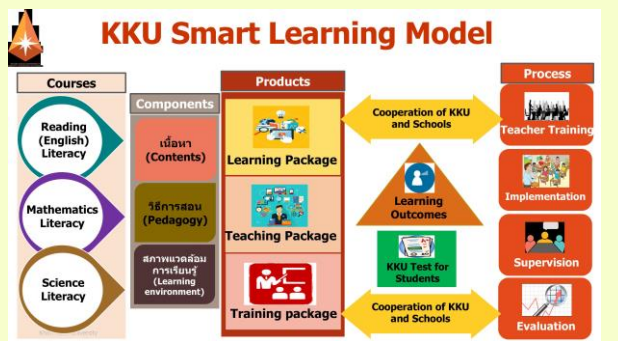 KKU Smart Learning Model
Courses
Reading
(English)
Literacy
Mathematics
Literacy
Science
Literacy
Components
เนื้อหา
(Contents)
วิธีการสอน
(Pedagogy)
สภาพแวดล้อม
การเรียนรู้
(Learning
environment)
Products
Learning Package
Teaching Package
Training package
Cooperation of KKU
and Schools
Learning
Outcomes
KKU Test for
Students
Cooperation of KKU
and Schools
Process
Teacher Training
Implementation
Supervision
Evaluation